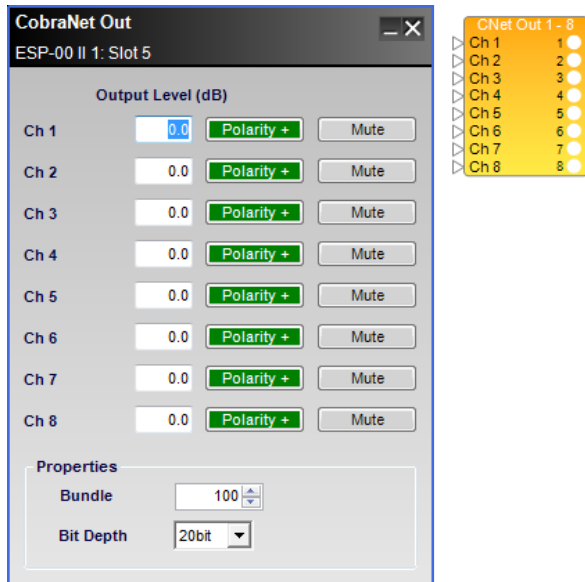 CobraNet Out
ESP-00 II 1: Slot 5
Output Level (dB)
Ch 1 0.0 Polarity + Mute
Ch 2 0.0 Polarity + Mute
Ch 3 0.0 Polarity + Mute
Ch 4 0.0 Polarity + Mute
Ch 5 0.0 Polarity + Mute
Ch 6 0.0 Polarity + Mute
Ch 7 0.0 Polarity + Mute
Ch 8 0.0 Polarity + Mute
Properties
Bundle 100
Bit Depth 20bit
CNet Out 1 - 8
Ch 1 1
Ch 2 2
Ch 3 3
Ch 4 4
Ch 5 5
Ch 6 6
Ch 7 7
Ch 8 8